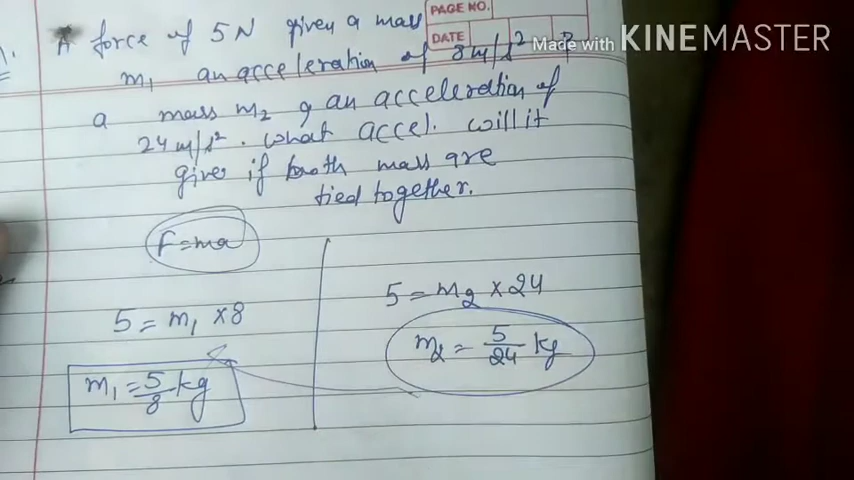 PAGE NO.
DATE
A force of 5N given a mass
m₁ an acceleration of 8m/s² &
a mass m₂, an acceleration of
24m/s². what accel. will it
gives if both mass are
tied together.
F=ma
5 = m₁ × 8
m₁ = 5/8 kg
5 = m₂ × 24
m₂ = 5/24 kg
Made with KINEMASTER